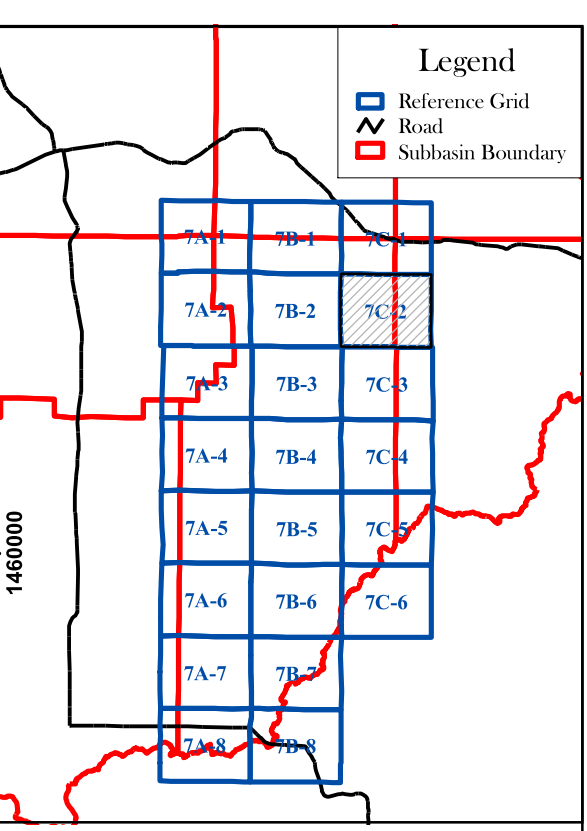 Legend
Reference Grid
Road
Subbasin Boundary
7A-1 7B-1 7C-1
7A-2 7B-2 7C-2
7A-3 7B-3 7C-3
7A-4 7B-4 7C-4
7A-5 7B-5 7C-5
7A-6 7B-6 7C-6
7A-7 7B-7
7A-8 7B-8
1460000